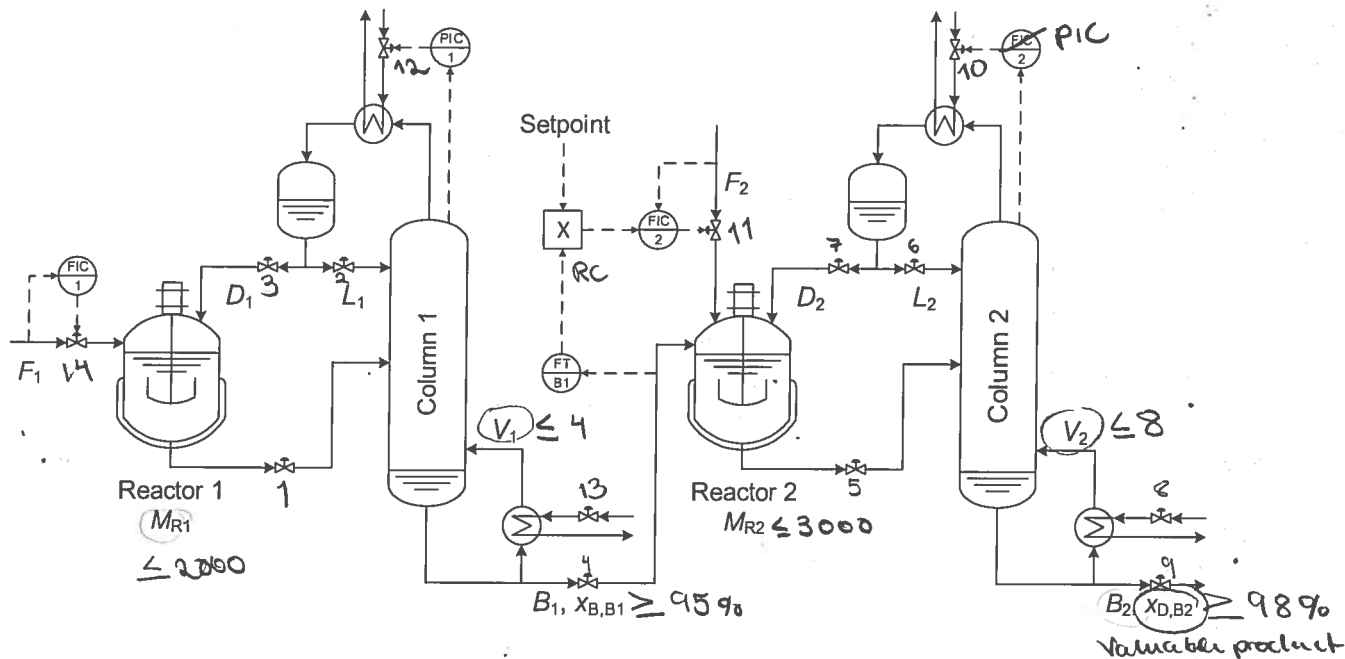 PIC
1
12
FIC
2
PIC
10
Setpoint
F2
X
FIC
2
11
RC
FIC
1
3
D1
2
L1
7
D2
6
L2
F1
14
Column 1
FT
B1
Column 2
V1 ≤ 4
V2 ≤ 8
Reactor 1
1
MR1
≤ 2000
13
4
B1, xB,B1 ≥ 95%
Reactor 2
5
MR2 ≤ 3000
8
9
B2 xD,B2 ≥ 98%
Valuable product